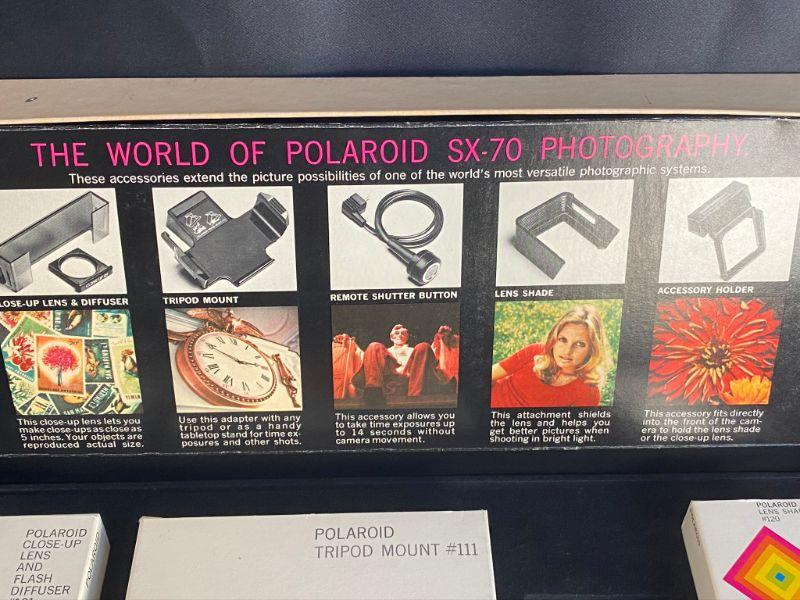 THE WORLD OF POLAROID SX-70 PHOTOGRAPHY.
These accessories extend the picture possibilities of one of the world's most versatile photographic systems.
LOSE-UP LENS & DIFFUSER
This close-up lens lets you
make close-ups as close as
5 inches. Your objects are
reproduced actual size.
TRIPOD MOUNT
Use this adapter with any
tripod or as a handy
tabletop stand for time ex-
posures and other shots.
REMOTE SHUTTER BUTTON
This accessory allows you
to take time exposures up
to 14 seconds without
camera movement.
LENS SHADE
This attachment shields
the lens and helps you
get better pictures when
shooting in bright light.
ACCESSORY HOLDER
This accessory fits directly
into the front of the cam-
era to hold the lens shade
or the close-up lens.
POLAROID
CLOSE-UP
LENS
AND
FLASH
DIFFUSER
POLAROID
POLAROID
TRIPOD MOUNT #111
POLAROID
LENS SHA
#120